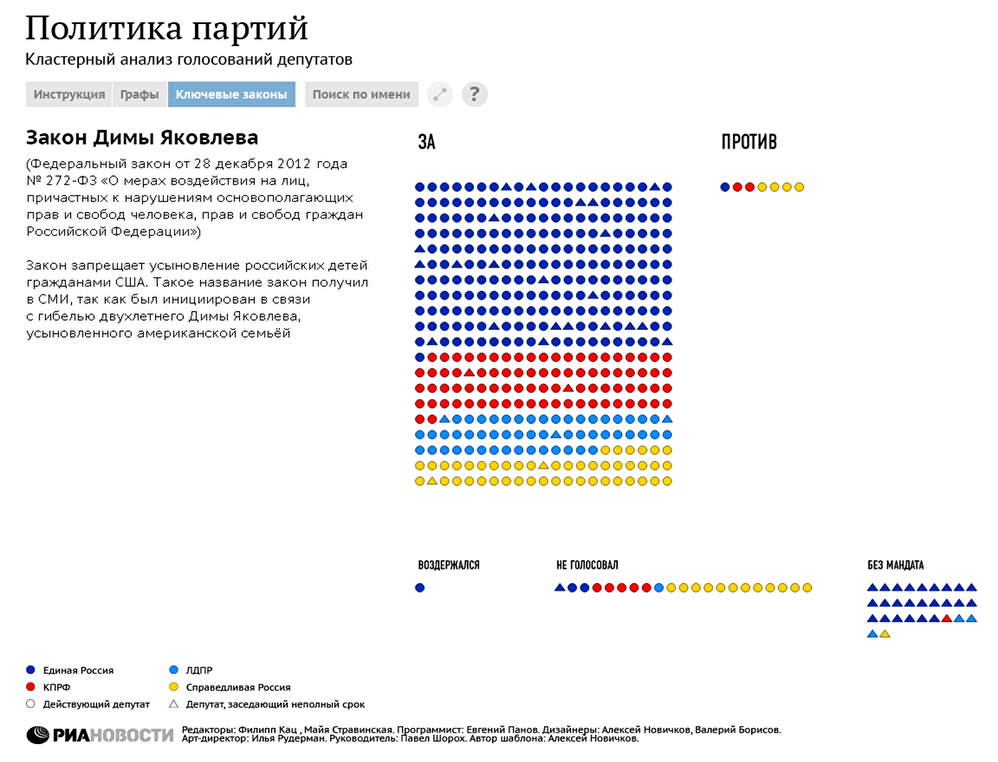 Политика партий
Кластерный анализ голосований депутатов
Инструкция Графы Ключевые законы Поиск по имени ?
Закон Димы Яковлева
(Федеральный закон от 28 декабря 2012 года
№ 272-ФЗ «О мерах воздействия на лиц,
причастных к нарушениям основополагающих
прав и свобод человека, прав и свобод граждан
Российской Федерации»)
Закон запрещает усыновление российских детей
гражданами США. Такое название закон получил
в СМИ, так как был инициирован в связи
с гибелью двухлетнего Димы Яковлева,
усыновленного американской семьёй
ЗА
ПРОТИВ
ВОЗДЕРЖАЛСЯ
НЕ ГОЛОСОВАЛ
БЕЗ МАНДАТА
Единая Россия
ЛДПР
КПРФ
Справедливая Россия
Действующий депутат
Депутат, заседающий неполный срок
РИАНОВОСТИ
Редакторы: Филипп Кац , Майя Стравинская. Программист: Евгений Панов. Дизайнеры: Алексей Новичков, Валерий Борисов.
Арт-директор: Илья Рудерман. Руководитель: Павел Шорох. Автор шаблона: Алексей Новичков.